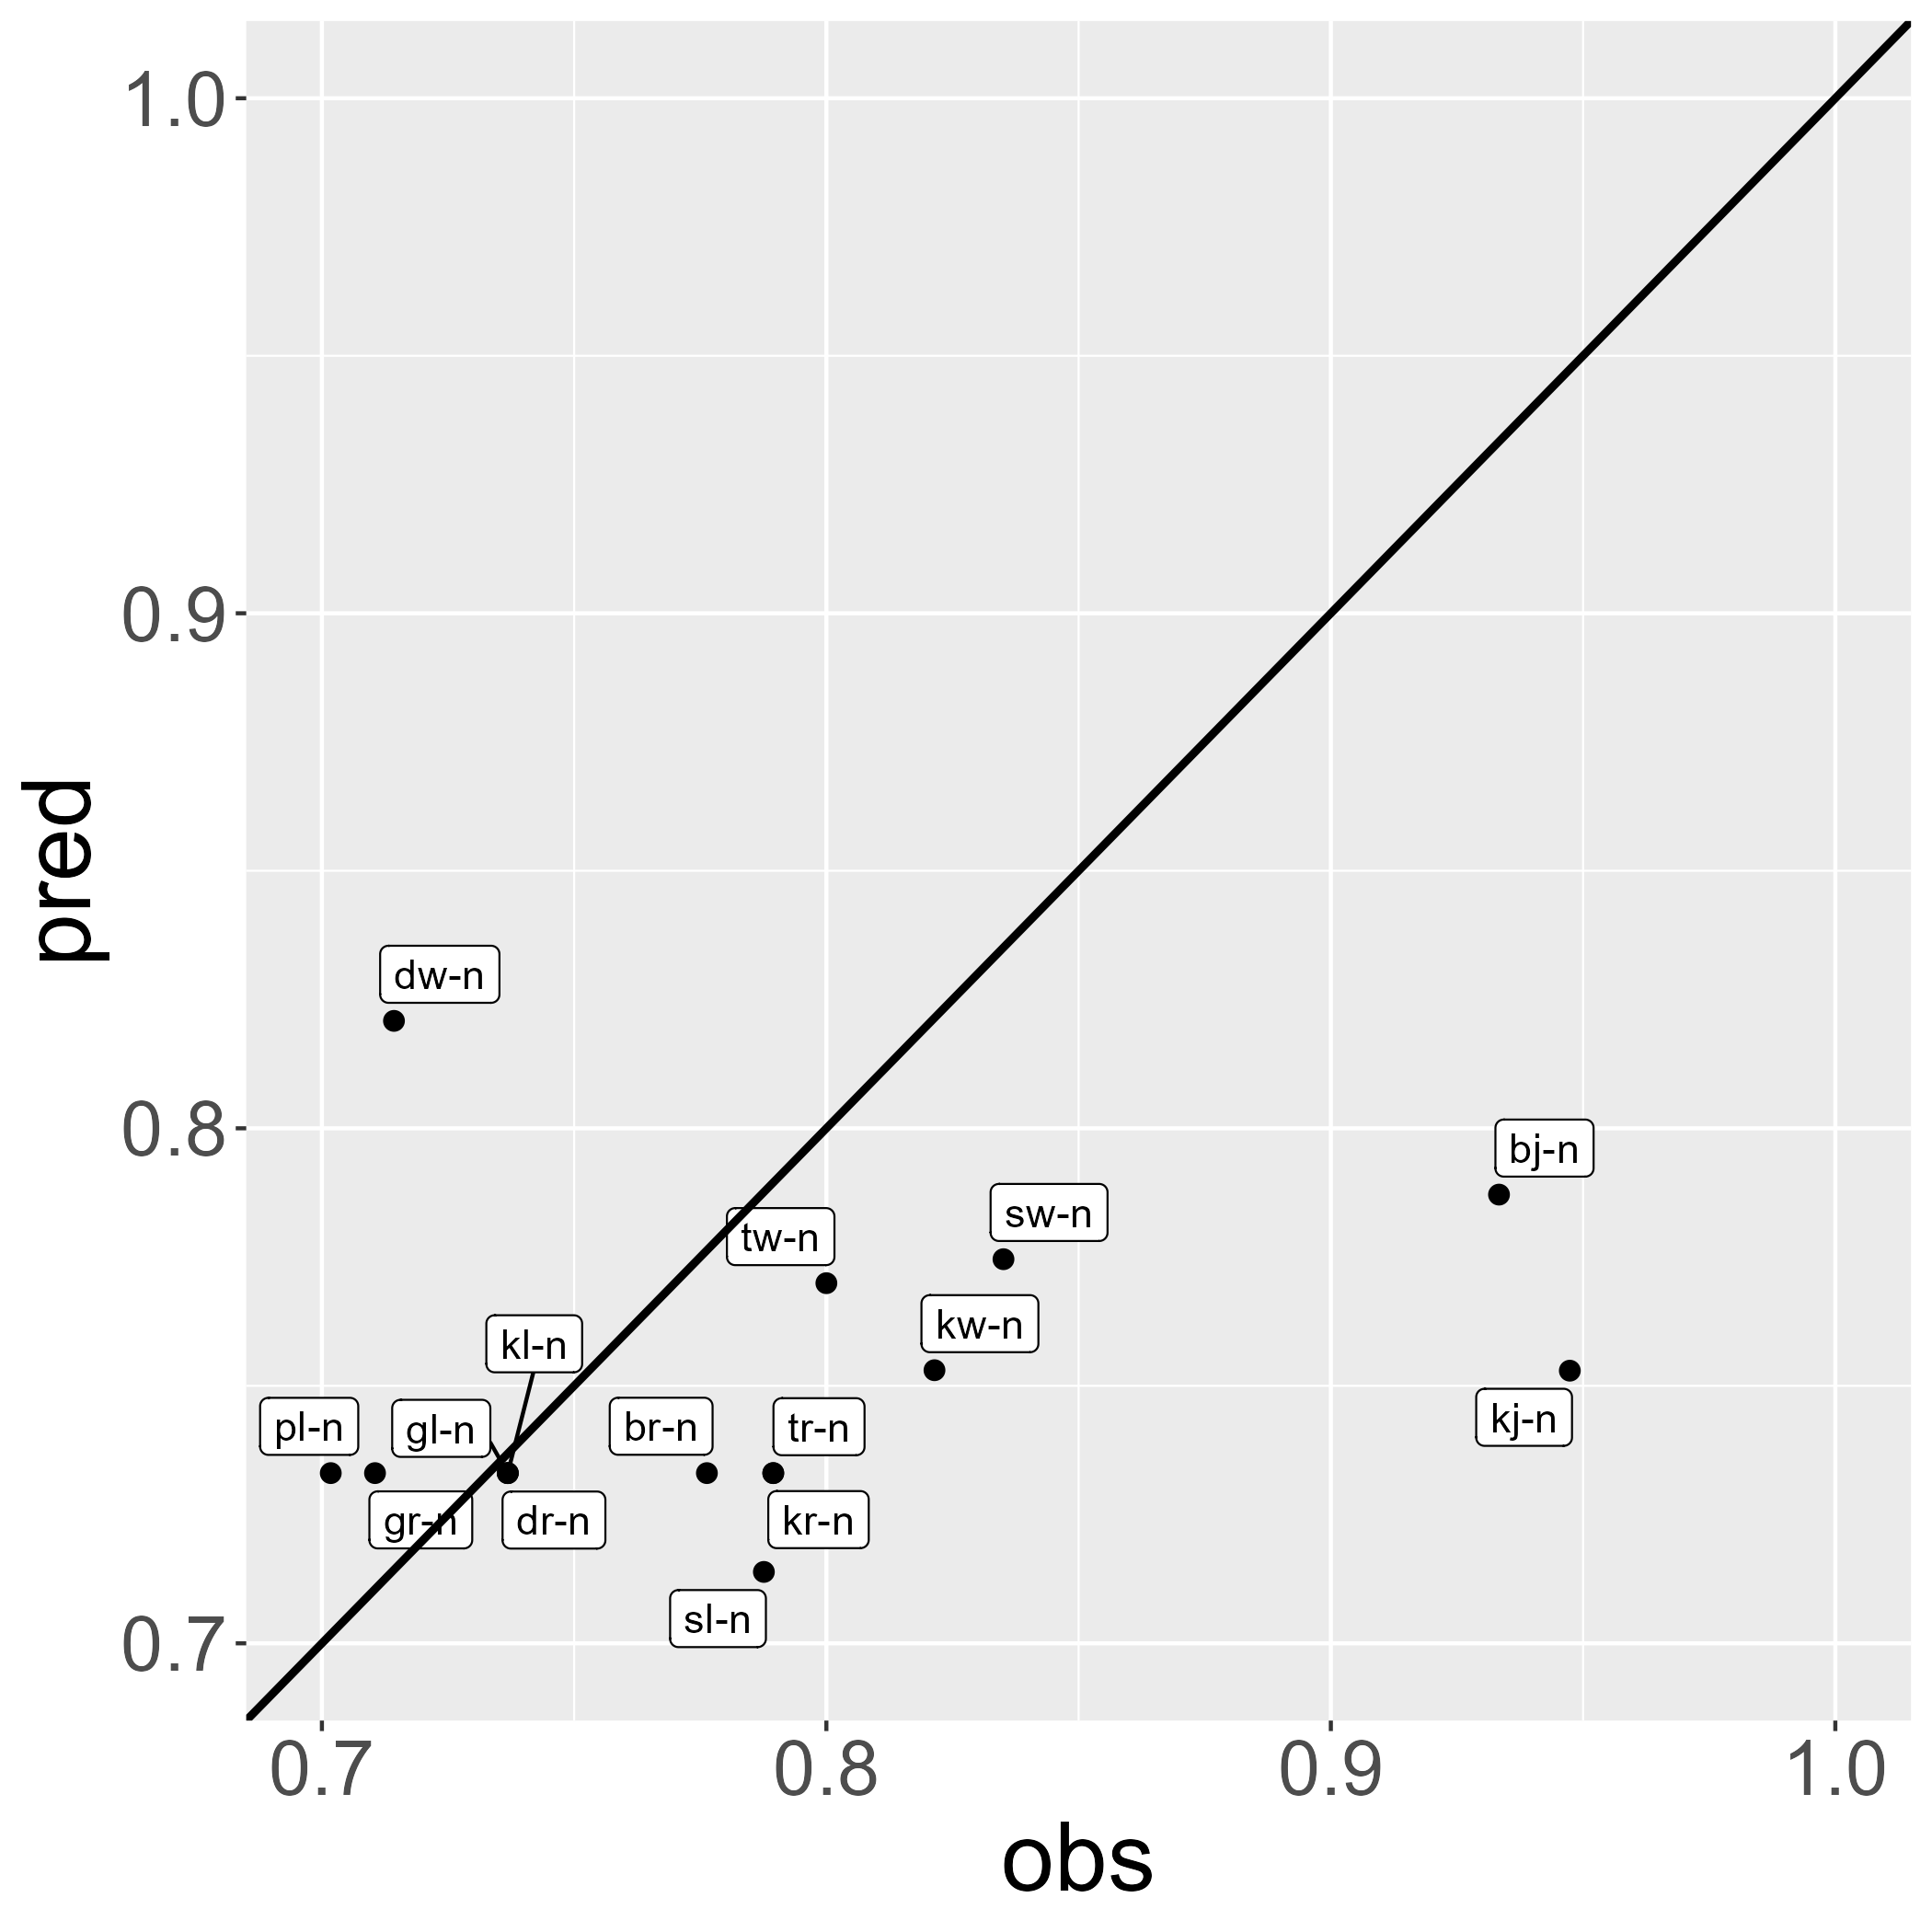 1.0
0.9
0.8
0.7
pred
dw-n
bj-n
sw-n
tw-n
kw-n
kl-n
pl-n
gl-n
br-n
tr-n
kj-n
gr-n
dr-n
kr-n
sl-n
0.7 0.8 0.9 1.0
obs